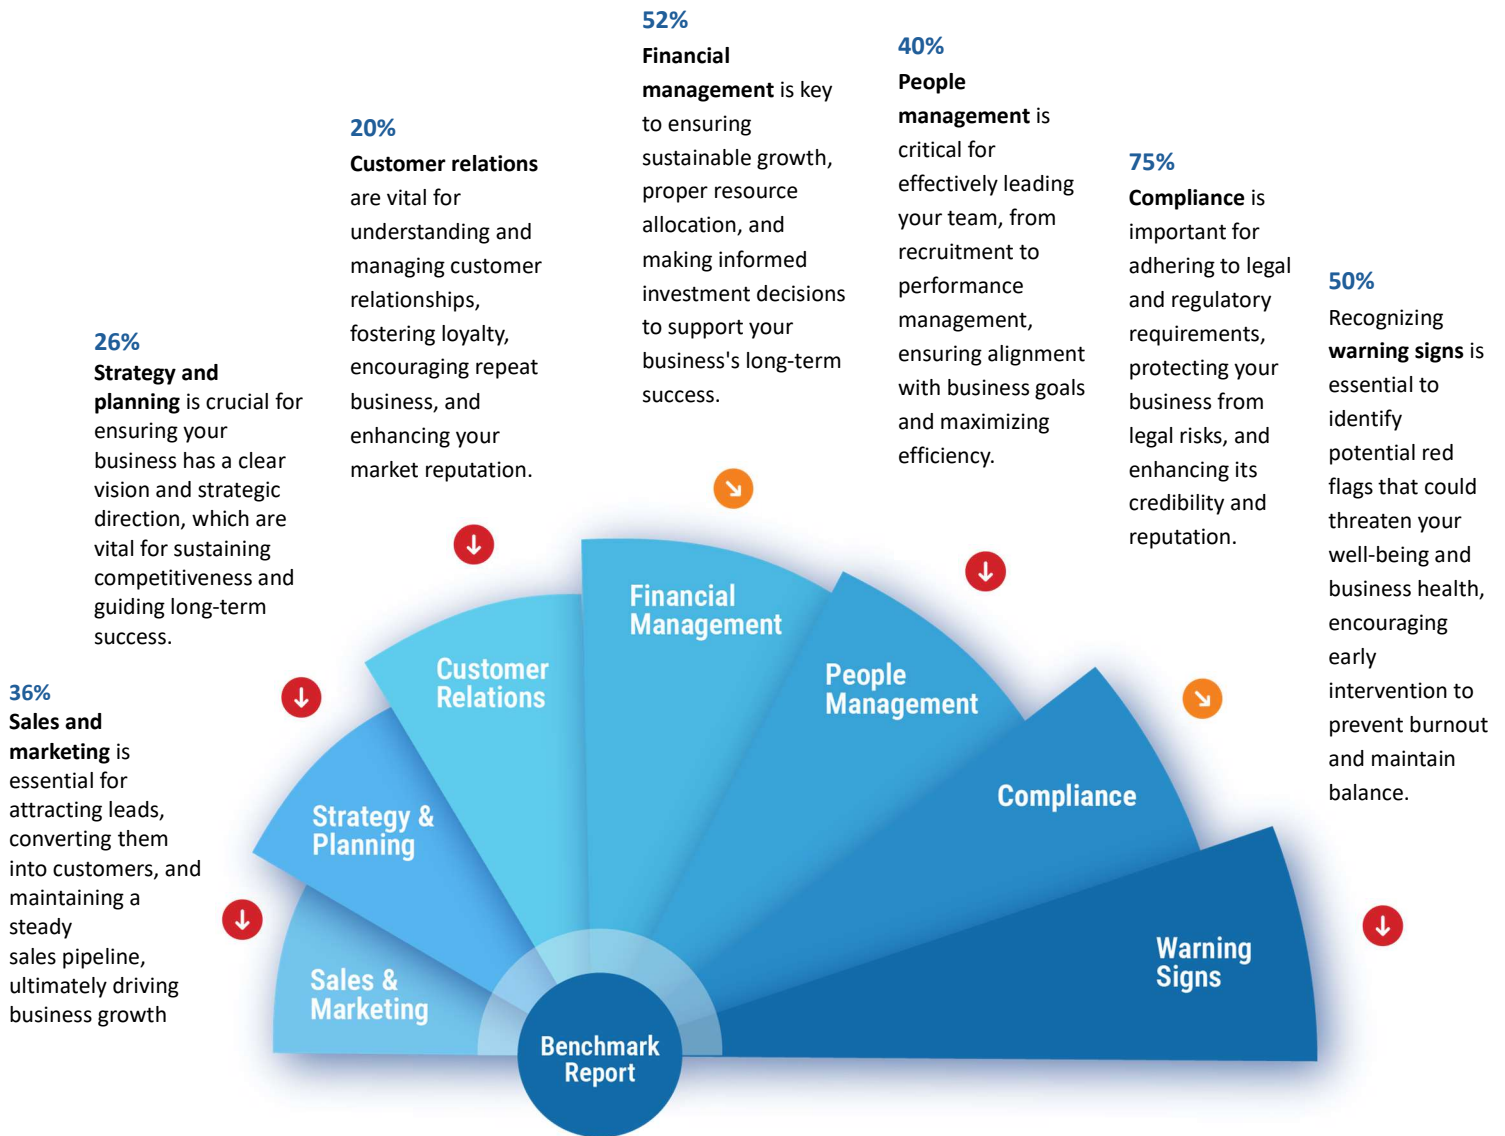 52%
Financial
management is key
to ensuring
sustainable growth,
proper resource
allocation, and
making informed
investment decisions
to support your
business's long-term
success.
40%
People
management is
critical for
effectively leading
your team, from
recruitment to
performance
management,
ensuring alignment
with business goals
and maximizing
efficiency.
20%
Customer relations
are vital for
understanding and
managing customer
relationships,
fostering loyalty,
encouraging repeat
business, and
enhancing your
market reputation.
75%
Compliance is
important for
adhering to legal
and regulatory
requirements,
protecting your
business from
legal risks, and
enhancing its
credibility and
reputation.
50%
Recognizing
warning signs is
essential to
identify
potential red
flags that could
threaten your
well-being and
business health,
encouraging
early
intervention to
prevent burnout
and maintain
balance.
26%
Strategy and
planning is crucial for
ensuring your
business has a clear
vision and strategic
direction, which are
vital for sustaining
competitiveness and
guiding long-term
success.
36%
Sales and
marketing is
essential for
attracting leads,
converting them
into customers, and
maintaining a
steady
sales pipeline,
ultimately driving
business growth
Financial
Management
Customer
Relations
People
Management
Strategy &
Planning
Compliance
Warning
Signs
Sales &
Marketing
Benchmark
Report